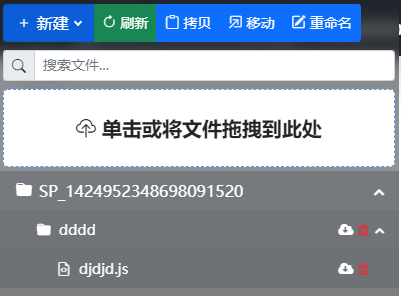 + 新建 刷新 拷贝 移动 重命名
搜索文件...
单击或将文件拖拽到此处
SP_1424952348698091520
dddd
djdjd.js